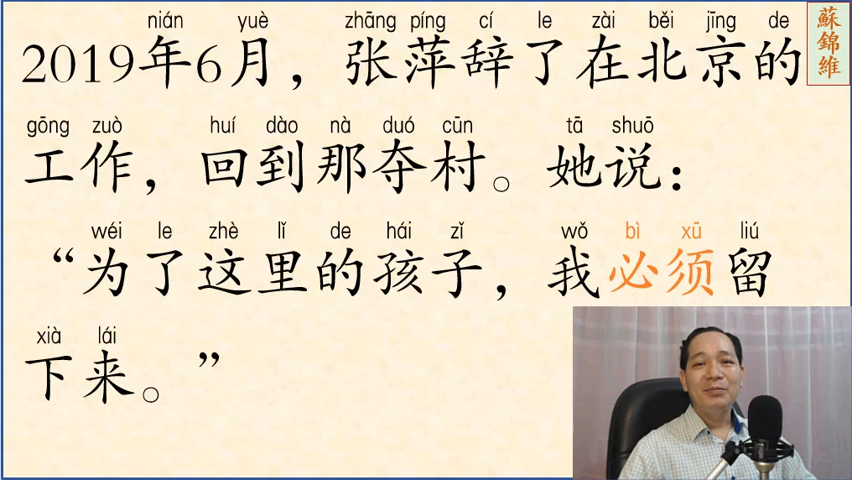 nián yuè zhāng píng cí le zài běi jīng de
2019年6月，张萍辞了在北京的
gōng zuò huí dào nà duó cūn tā shuō
工作，回到那夺村。她说：
wéi le zhè lǐ de hái zǐ wǒ bì xū liú
“为了这里的孩子，我必须留
xià lái
下来。”
蘇錦維